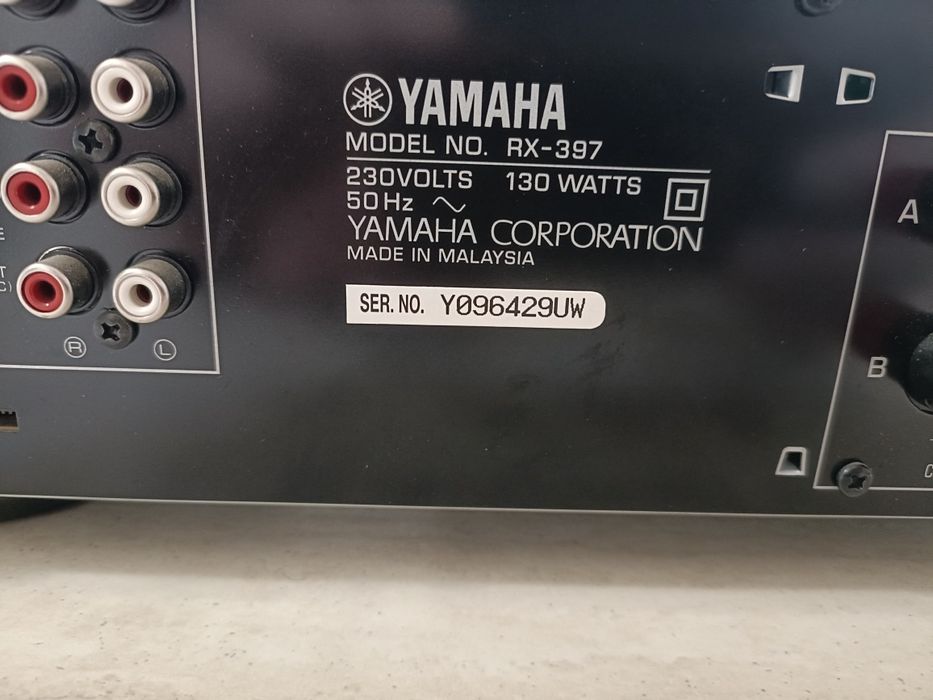 YAMAHA
MODEL NO. RX-397
230VOLTS 130 WATTS
50Hz ~
YAMAHA CORPORATION
MADE IN MALAYSIA
SER. NO. Y096429UW
R L
A
B